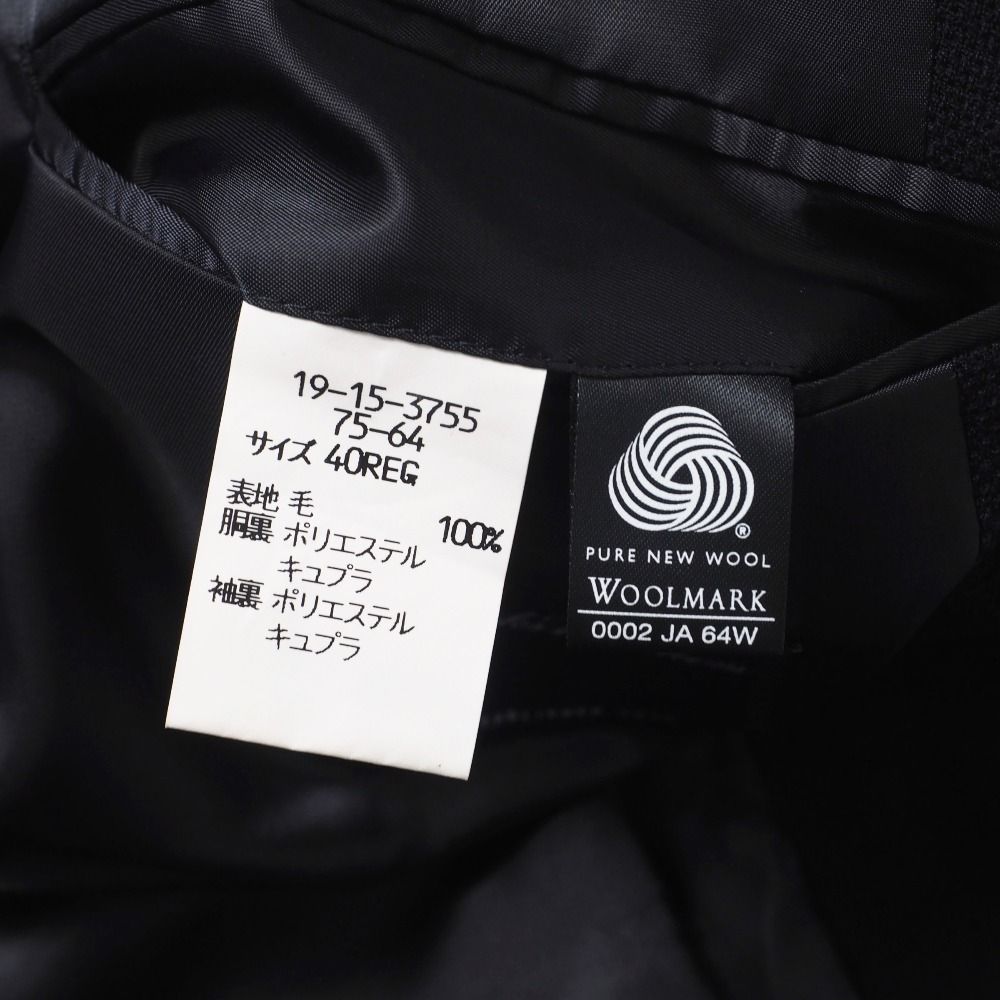 19-15-3755
75-64
サイズ 40REG
表地 毛 100%
胴裏 ポリエステル
キュプラ
袖裏 ポリエステル
キュプラ
®
PURE NEW WOOL
WOOLMARK
0002 JA 64W